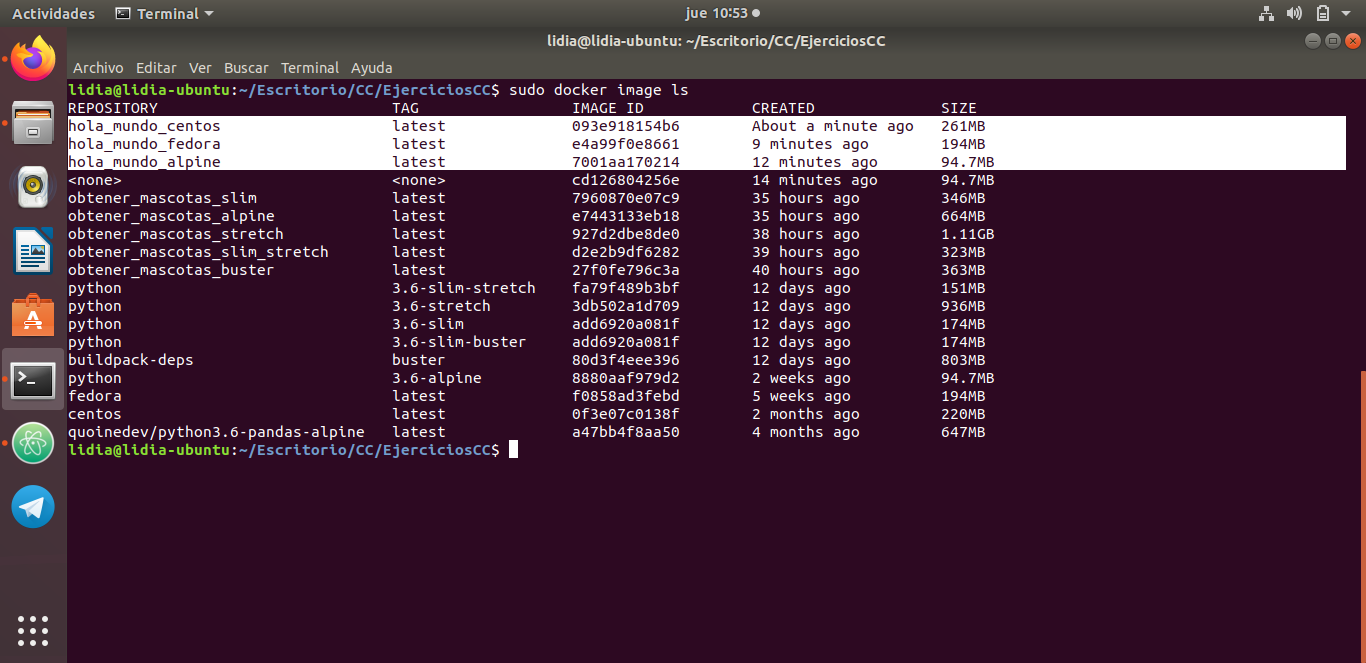 Actividades Terminal jue 10:53
lidia@lidia-ubuntu: ~/Escritorio/CC/EjerciciosCC
Archivo Editar Ver Buscar Terminal Ayuda
lidia@lidia-ubuntu:~/Escritorio/CC/EjerciciosCC$ sudo docker image ls
REPOSITORY TAG IMAGE ID CREATED SIZE
hola_mundo_centos latest 093e918154b6 About a minute ago 261MB
hola_mundo_fedora latest e4a99f0e8661 9 minutes ago 194MB
hola_mundo_alpine latest 7001aa170214 12 minutes ago 94.7MB
<none> <none> cd126804256e 14 minutes ago 94.7MB
obtener_mascotas_slim latest 7960870e07c9 35 hours ago 346MB
obtener_mascotas_alpine latest e7443133eb18 35 hours ago 664MB
obtener_mascotas_stretch latest 927d2dbe8de0 38 hours ago 1.11GB
obtener_mascotas_slim_stretch latest d2e2b9df6282 39 hours ago 323MB
obtener_mascotas_buster latest 27f0fe796c3a 40 hours ago 363MB
python 3.6-slim-stretch fa79f489b3bf 12 days ago 151MB
python 3.6-stretch 3db502a1d709 12 days ago 936MB
python 3.6-slim add6920a081f 12 days ago 174MB
python 3.6-slim-buster add6920a081f 12 days ago 174MB
buildpack-deps buster 80d3f4eee396 12 days ago 803MB
python 3.6-alpine 8880aaf979d2 2 weeks ago 94.7MB
fedora latest f0858ad3febd 5 weeks ago 194MB
centos latest 0f3e07c0138f 2 months ago 220MB
quoinedev/python3.6-pandas-alpine latest a47bb4f8aa50 4 months ago 647MB
lidia@lidia-ubuntu:~/Escritorio/CC/EjerciciosCC$